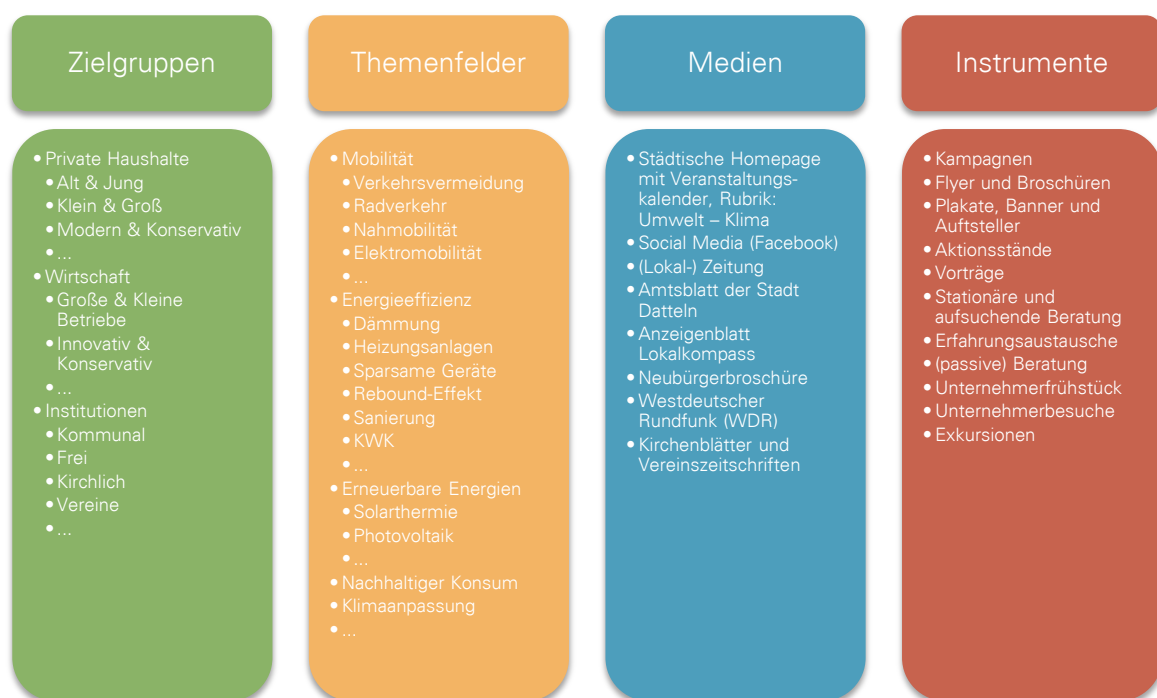 Zielgruppen
• Private Haushalte
• Alt & Jung
• Klein & Groß
• Modern & Konservativ
• ...
• Wirtschaft
• Große & Kleine
Betriebe
• Innovativ &
Konservativ
• ...
• Institutionen
• Kommunal
• Frei
• Kirchlich
• Vereine
• ...
Themenfelder
• Mobilität
• Verkehrsvermeidung
• Radverkehr
• Nahmobilität
• Elektromobilität
• ...
• Energieeffizienz
• Dämmung
• Heizungsanlagen
• Sparsame Geräte
• Rebound-Effekt
• Sanierung
• KWK
• ...
• Erneuerbare Energien
• Solarthermie
• Photovoltaik
• ...
• Nachhaltiger Konsum
• Klimaanpassung
• ...
Medien
• Städtische Homepage
mit Veranstaltungs-
kalender, Rubrik:
Umwelt – Klima
• Social Media (Facebook)
• (Lokal-) Zeitung
• Amtsblatt der Stadt
Datteln
• Anzeigenblatt
Lokalkompass
• Neubürgerbroschüre
• Westdeutscher
Rundfunk (WDR)
• Kirchenblätter und
Vereinszeitschriften
Instrumente
• Kampagnen
• Flyer und Broschüren
• Plakate, Banner und
Auftsteller
• Aktionsstände
• Vorträge
• Stationäre und
aufsuchende Beratung
• Erfahrungsaustausche
• (passive) Beratung
• Unternehmerfrühstück
• Unternehmerbesuche
• Exkursionen